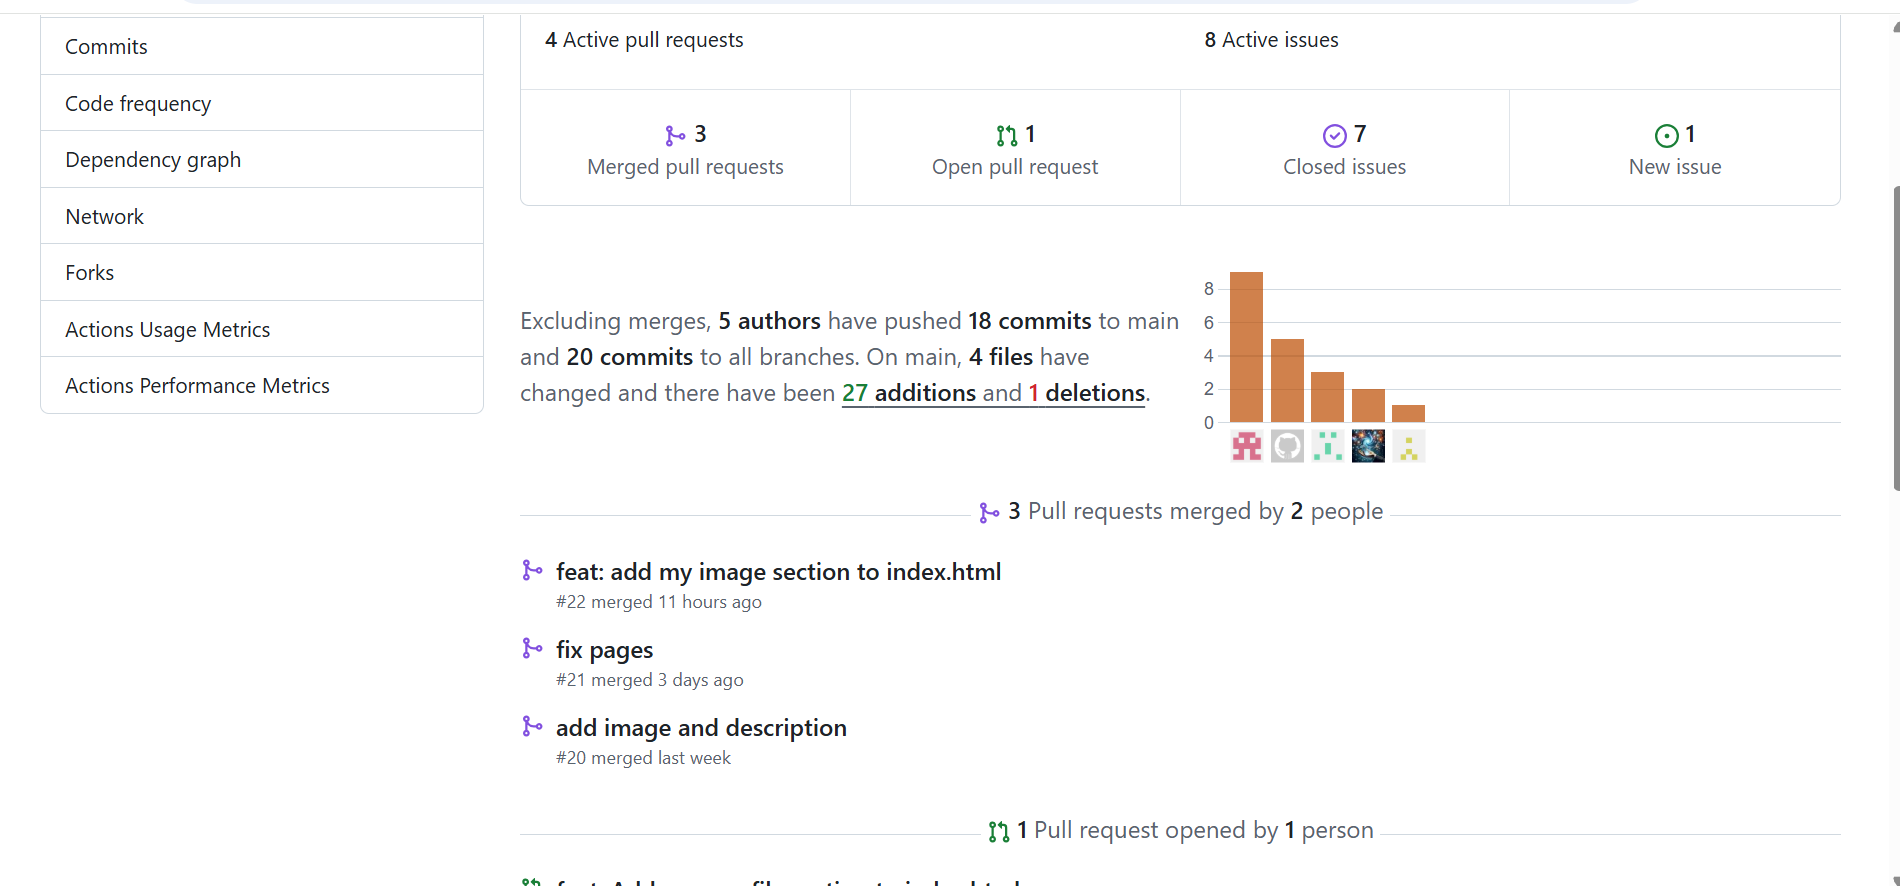 Commits
Code frequency
Dependency graph
Network
Forks
Actions Usage Metrics
Actions Performance Metrics
4 Active pull requests
8 Active issues
3
Merged pull requests
1
Open pull request
7
Closed issues
1
New issue
Excluding merges, 5 authors have pushed 18 commits to main
and 20 commits to all branches. On main, 4 files have
changed and there have been 27 additions and 1 deletions.
8
6
4
2
0
3 Pull requests merged by 2 people
feat: add my image section to index.html
#22 merged 11 hours ago
fix pages
#21 merged 3 days ago
add image and description
#20 merged last week
1 Pull request opened by 1 person